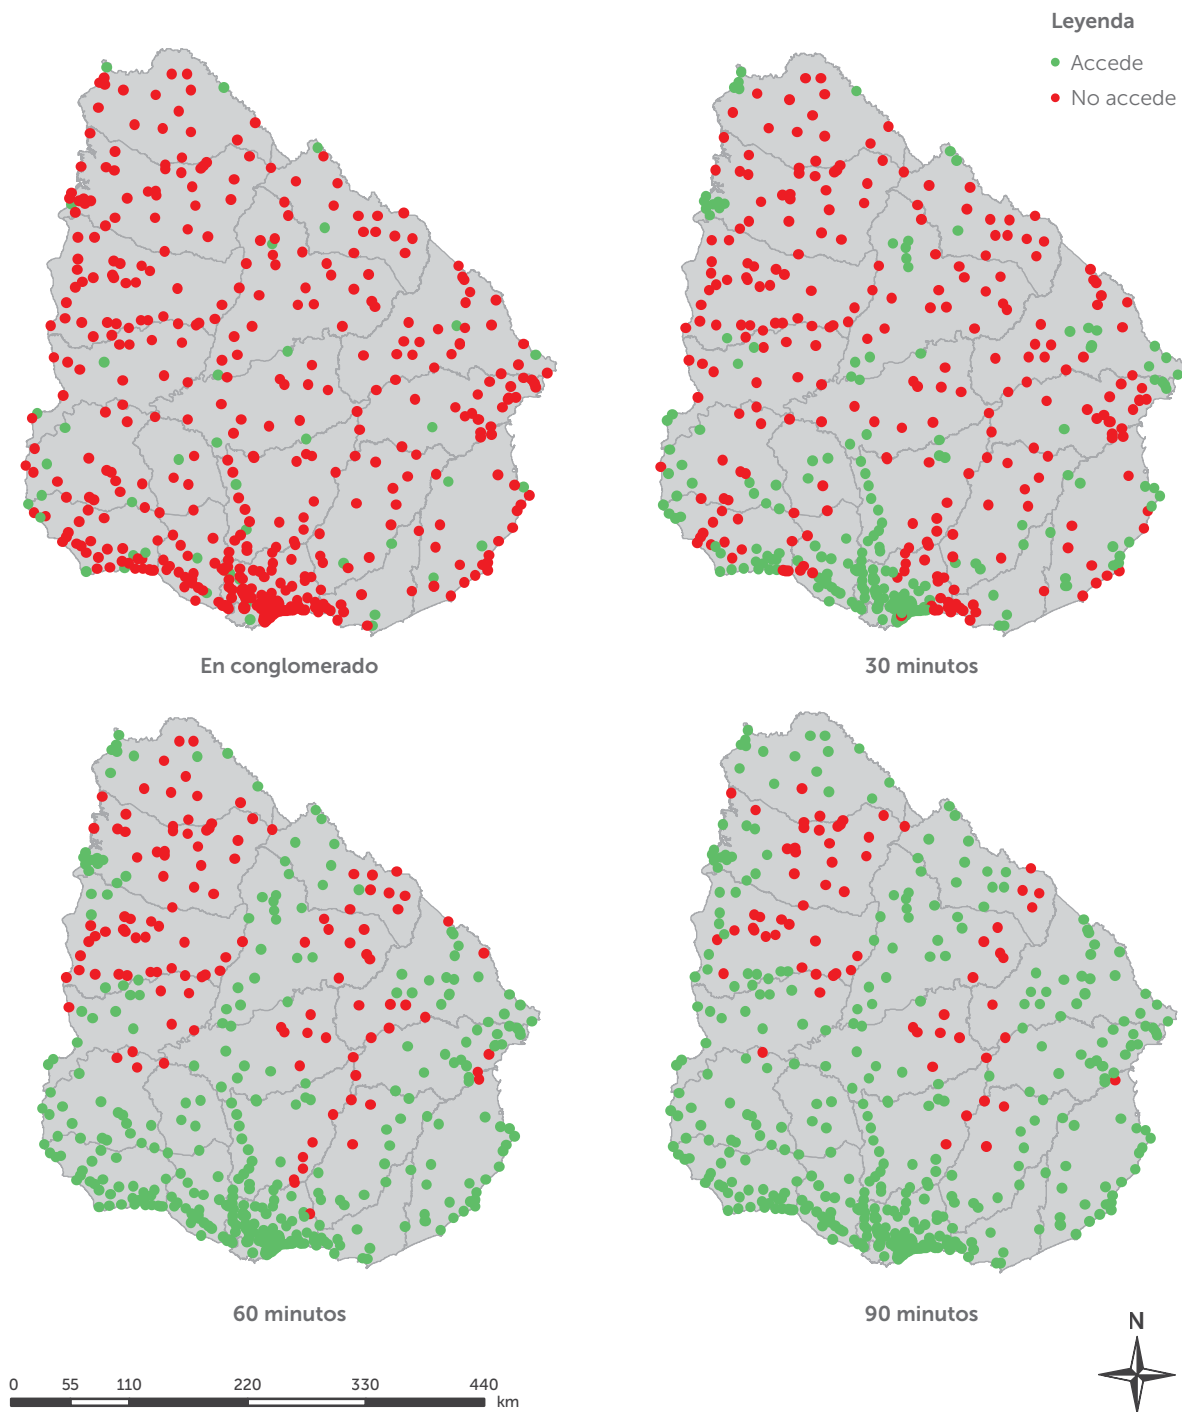 Leyenda
Accede
No accede
En conglomerado
30 minutos
60 minutos
90 minutos
N
0 55 110 220 330 440
km